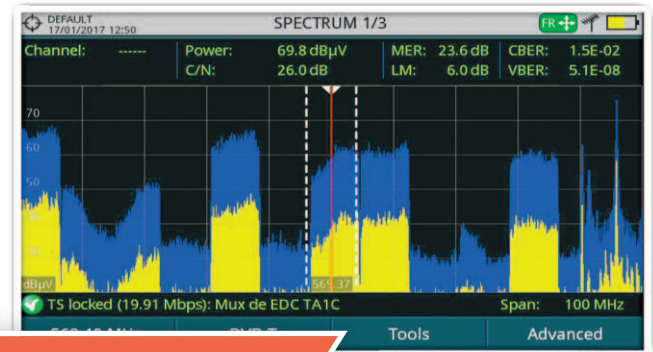 DEFAULT
17/01/2017 12:50
SPECTRUM 1/3
FR
Channel: ------ Power: 69.8 dBµV MER: 23.6 dB CBER: 1.5E-02
C/N: 26.0 dB LM: 6.0 dB VBER: 5.1E-08
70
60
50
dBµV
TS locked (19.91 Mbps): Mux de EDC TA1C Span: 100 MHz
Tools Advanced